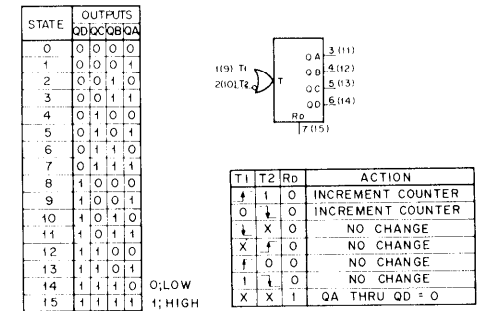 STATE OUTPUTS
QD QC QB QA
0 0 0 0 0
1 0 0 0 1
2 0 0 1 0
3 0 0 1 1
4 0 1 0 0
5 0 1 0 1
6 0 1 1 0
7 0 1 1 1
8 1 0 0 0
9 1 0 0 1
10 1 0 1 0
11 1 0 1 1
12 1 1 0 0
13 1 1 0 1
14 1 1 1 0
15 1 1 1 1
0;LOW
1;HIGH
1(9) T1
2(10) T2
T
QA 3(11)
QB 4(12)
QC 5(13)
QD 6(14)
RD
7(15)
T1 T2 RD ACTION
↑ 1 0 INCREMENT COUNTER
0 ↓ 0 INCREMENT COUNTER
↓ X 0 NO CHANGE
X ↑ 0 NO CHANGE
↑ 0 0 NO CHANGE
1 ↓ 0 NO CHANGE
X X 1 QA THRU QD = 0